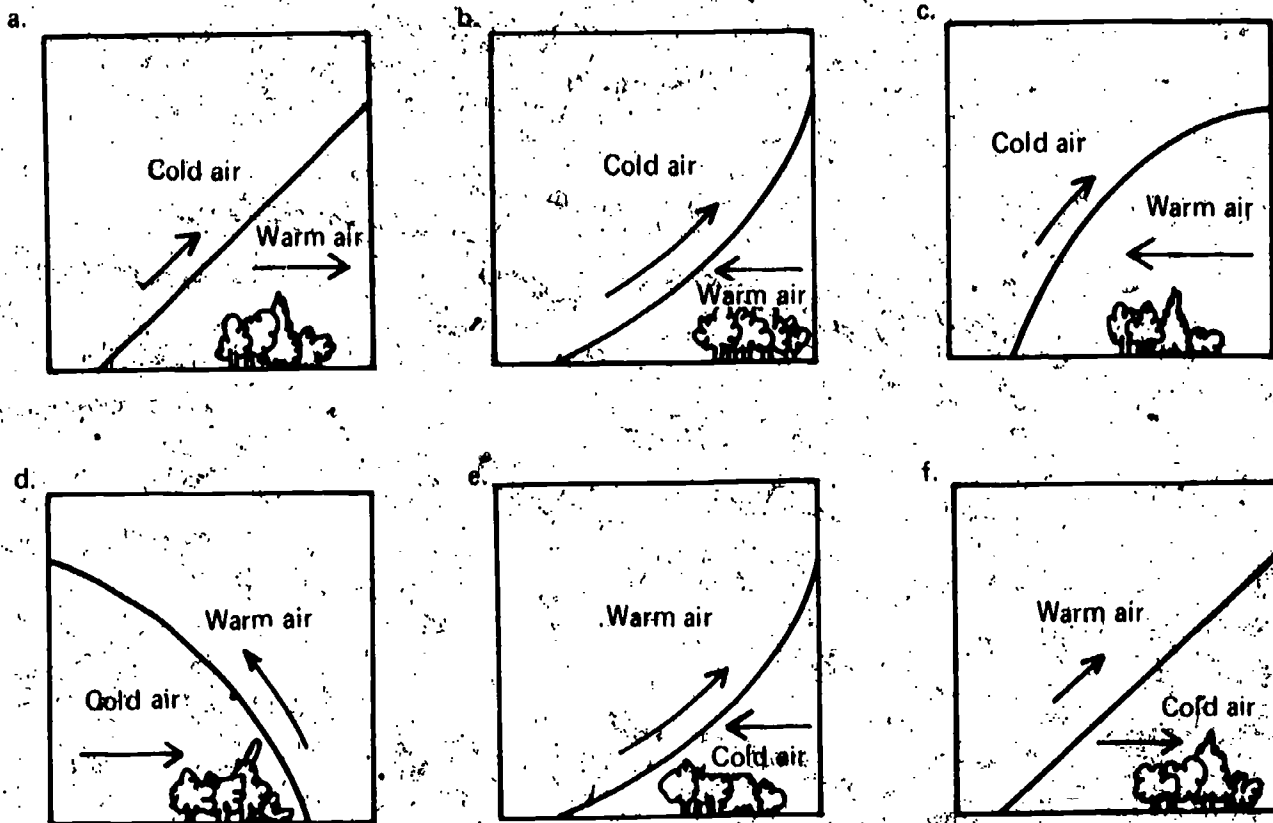 a.
b.
c.
Cold air
Warm air
Cold air
Warm air
Cold air
Warm air
d.
e.
f.
Warm air
Cold air
Warm air
Cold air
Warm air
Cold air